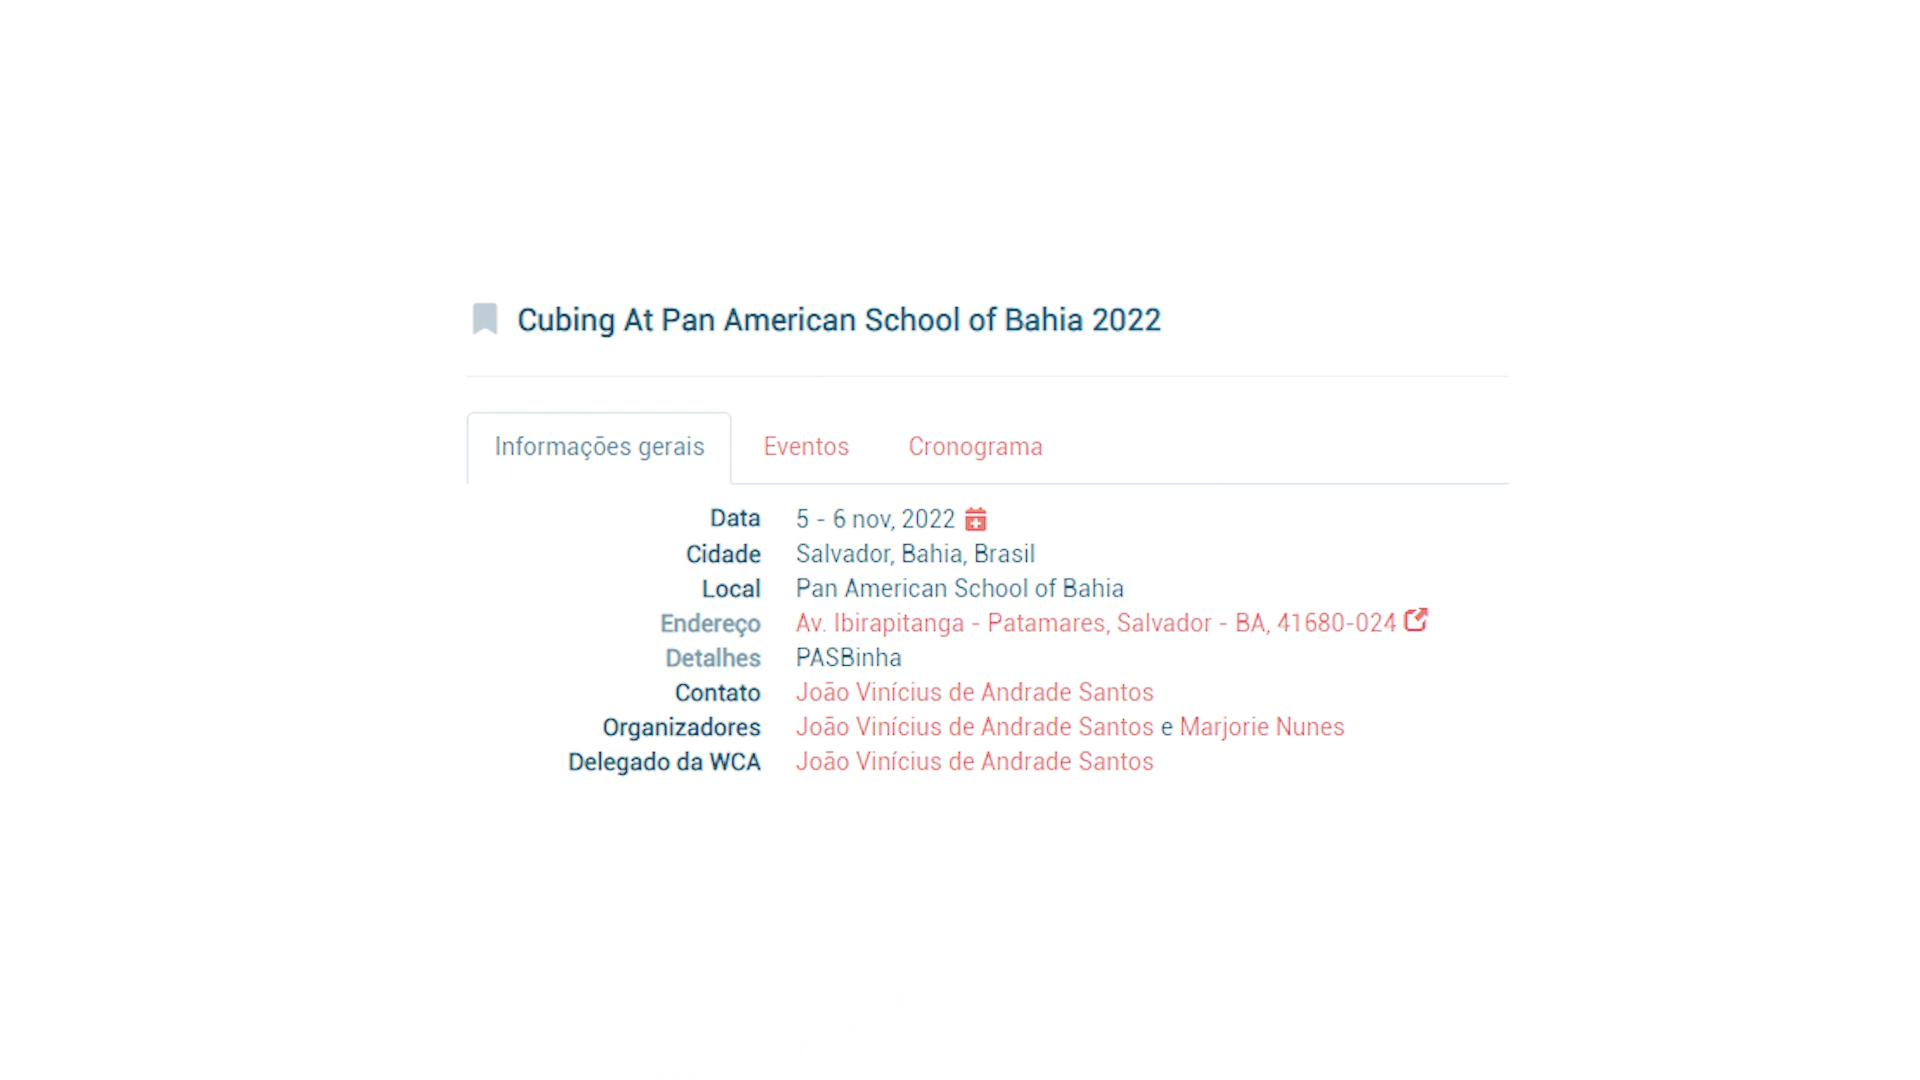 Cubing At Pan American School of Bahia 2022
Informações gerais Eventos Cronograma
Data 5 - 6 nov, 2022
Cidade Salvador, Bahia, Brasil
Local Pan American School of Bahia
Endereço Av. Ibirapitanga - Patamares, Salvador - BA, 41680-024
Detalhes PASBinha
Contato João Vinícius de Andrade Santos
Organizadores João Vinícius de Andrade Santos e Marjorie Nunes
Delegado da WCA João Vinícius de Andrade Santos